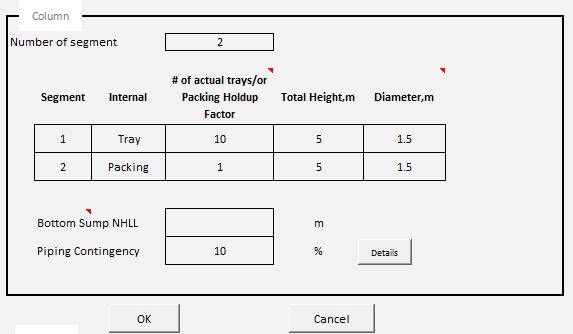 Column
Number of segment 2
# of actual trays/or
Segment Internal Packing Holdup Total Height,m Diameter,m
Factor
1 Tray 10 5 1.5
2 Packing 1 5 1.5
Bottom Sump NHLL m
Piping Contingency 10 % Details
OK Cancel